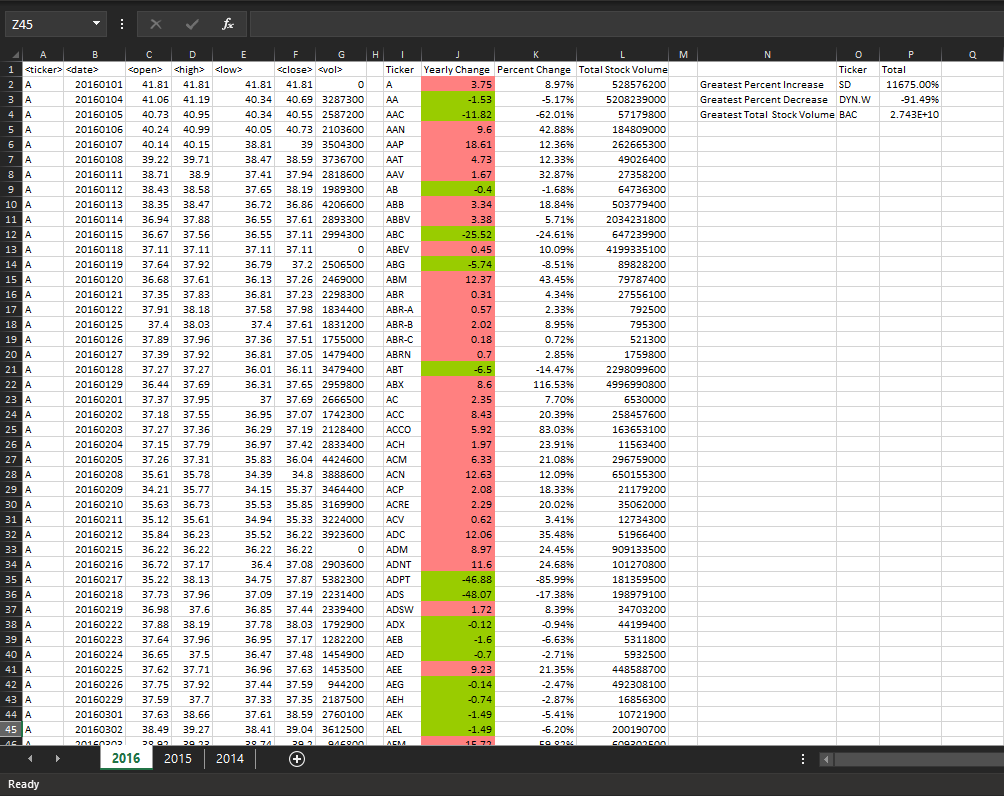 Z45 fx
A B C D E F G H I J K L M N O P Q
1 <ticker> <date> <open> <high> <low> <close> <vol> Ticker Yearly Change Percent Change Total Stock Volume Ticker Total
2 A 20160101 41.81 41.81 41.81 41.81 0 A 3.75 8.97% 528576200 Greatest Percent Increase SD 11675.00%
3 A 20160104 41.06 41.19 40.34 40.69 3287300 AA -1.53 -5.17% 5208239000 Greatest Percent Decrease DYN.W -91.49%
4 A 20160105 40.73 40.95 40.34 40.55 2587200 AAC -11.82 -62.01% 57179800 Greatest Total Stock Volume BAC 2.743E+10
5 A 20160106 40.24 40.99 40.05 40.73 2103600 AAN 9.6 42.88% 184809000
6 A 20160107 40.14 40.15 38.81 39 3504300 AAP 18.61 12.36% 262665300
7 A 20160108 39.22 39.71 38.47 38.59 3736700 AAT 4.73 12.33% 49026400
8 A 20160111 38.71 38.9 37.41 37.94 2818600 AAV 1.67 32.87% 27358200
9 A 20160112 38.43 38.58 37.65 38.19 1989300 AB -0.4 -1.68% 64736300
10 A 20160113 38.35 38.47 36.72 36.86 4206600 ABB 3.34 18.84% 503779400
11 A 20160114 36.94 37.88 36.55 37.61 2893300 ABBV 3.38 5.71% 2034231800
12 A 20160115 36.67 37.56 36.55 37.11 2994300 ABC -25.52 -24.61% 647239900
13 A 20160118 37.11 37.11 37.11 37.11 0 ABEV 0.45 10.09% 4199335100
14 A 20160119 37.64 37.92 36.79 37.2 2506500 ABG -5.74 -8.51% 89828200
15 A 20160120 36.68 37.61 36.13 37.26 2469000 ABM 12.37 43.45% 79787400
16 A 20160121 37.35 37.83 36.81 37.23 2298300 ABR 0.31 4.34% 27556100
17 A 20160122 37.91 38.18 37.58 37.98 1834400 ABR-A 0.57 2.33% 792500
18 A 20160125 37.4 38.03 37.4 37.61 1831200 ABR-B 2.02 8.95% 795300
19 A 20160126 37.89 37.96 37.36 37.51 1755000 ABR-C 0.18 0.72% 521300
20 A 20160127 37.39 37.92 36.81 37.05 1479400 ABRN 0.7 2.85% 1759800
21 A 20160128 37.27 37.27 36.01 36.11 3479400 ABT -6.5 -14.47% 2298099600
22 A 20160129 36.44 37.69 36.31 37.65 2959800 ABX 8.6 116.53% 4996990800
23 A 20160201 37.37 37.95 37 37.69 2666500 AC 2.35 7.70% 6530000
24 A 20160202 37.18 37.55 36.95 37.07 1742300 ACC 8.43 20.39% 258457600
25 A 20160203 37.27 37.36 36.29 37.19 2128400 ACCO 5.92 83.03% 163653100
26 A 20160204 37.15 37.79 36.97 37.42 2833400 ACH 1.97 23.91% 11563400
27 A 20160205 37.26 37.31 35.83 36.04 4424600 ACM 6.33 21.08% 296759000
28 A 20160208 35.61 35.78 34.39 34.8 3888600 ACN 12.63 12.09% 650155300
29 A 20160209 34.21 35.77 34.15 35.37 3464400 ACP 2.08 18.33% 21179200
30 A 20160210 35.63 36.73 35.53 35.85 3169900 ACRE 2.29 20.02% 35062000
31 A 20160211 35.12 35.61 34.94 35.33 3224000 ACV 0.62 3.41% 12734300
32 A 20160212 35.84 36.23 35.52 36.22 3923600 ADC 12.06 35.48% 51966400
33 A 20160215 36.22 36.22 36.22 36.22 0 ADM 8.97 24.45% 909133500
34 A 20160216 36.72 37.17 36.4 37.08 2903600 ADNT 11.6 24.68% 101270800
35 A 20160217 35.22 38.13 34.75 37.87 5382300 ADPT -46.88 -85.99% 181359500
36 A 20160218 37.73 37.96 37.09 37.19 2231400 ADS -48.07 -17.38% 198979100
37 A 20160219 36.98 37.6 36.85 37.44 2339400 ADSW 1.72 8.39% 34703200
38 A 20160222 37.88 38.19 37.78 38.03 1792900 ADX -0.12 -0.94% 44199400
39 A 20160223 37.64 37.96 36.95 37.17 1282200 AEB -1.6 -6.63% 5311800
40 A 20160224 36.65 37.5 36.47 37.48 1454900 AED -0.7 -2.71% 5932500
41 A 20160225 37.62 37.71 36.96 37.63 1453500 AEE 9.23 21.35% 448588700
42 A 20160226 37.75 37.92 37.44 37.59 944200 AEG -0.14 -2.47% 492308100
43 A 20160229 37.59 37.7 37.33 37.35 2187500 AEH -0.74 -2.87% 16856300
44 A 20160301 37.63 38.66 37.61 38.59 2760100 AEK -1.49 -5.41% 10721900
45 A 20160302 38.49 39.27 38.41 39.04 3612500 AEL -1.49 -6.20% 200190700
46 A 20160303 38.92 39.23 38.74 39.2 946800 AEM 15.72 59.82% 609302500
2016 2015 2014
Ready